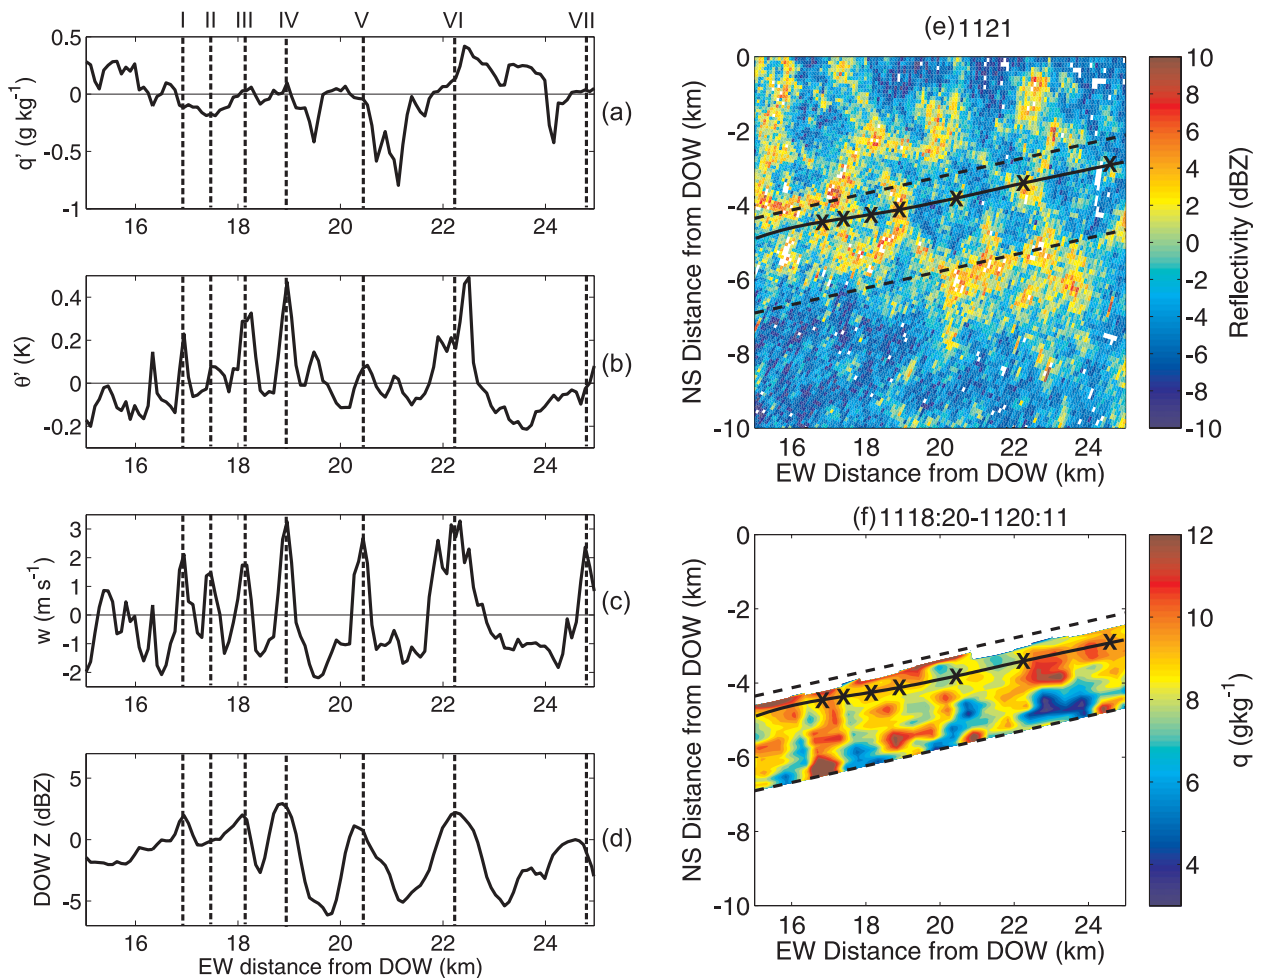 I II III IV V VI VII
0.5
0
-0.5
-1
q' (g kg⁻¹)
(a)
16 18 20 22 24
0.4
0.2
0
-0.2
θ' (K)
(b)
16 18 20 22 24
3
2
1
0
-1
-2
w (m s⁻¹)
(c)
16 18 20 22 24
5
0
-5
DOW Z (dBZ)
(d)
16 18 20 22 24
EW distance from DOW (km)
(e) 1121
0
-2
-4
-6
-8
-10
NS Distance from DOW (km)
X X X X X X X
16 18 20 22 24
EW Distance from DOW (km)
10
8
6
4
2
0
-2
-4
-6
-8
-10
Reflectivity (dBZ)
(f) 1118:20-1120:11
0
-2
-4
-6
-8
-10
NS Distance from DOW (km)
X X X X X X X
16 18 20 22 24
EW Distance from DOW (km)
12
10
8
6
4
q (gkg⁻¹)